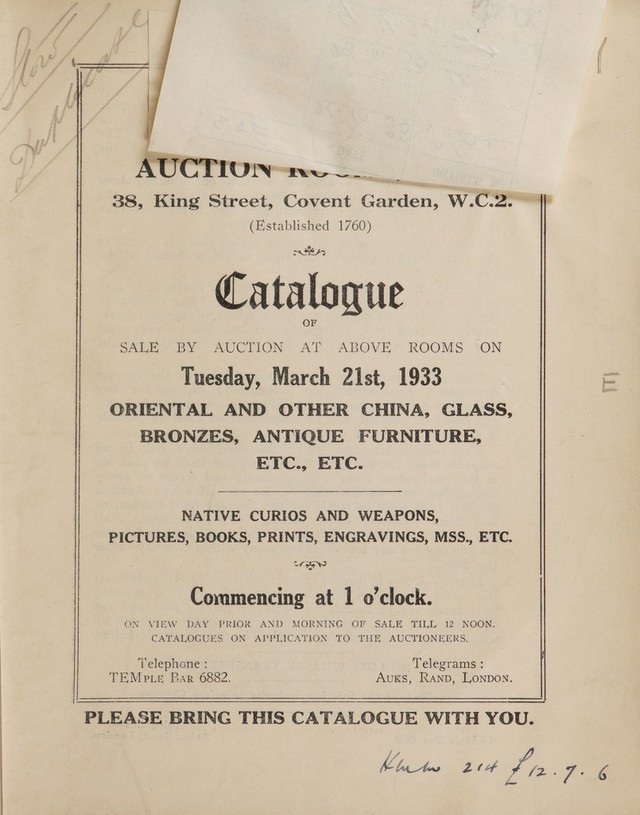 Duplicate
AUCTION
38, King Street, Covent Garden, W.C.2.
(Established 1760)
Catalogue
OF
SALE BY AUCTION AT ABOVE ROOMS ON
Tuesday, March 21st, 1933
E
ORIENTAL AND OTHER CHINA, GLASS,
BRONZES, ANTIQUE FURNITURE,
ETC., ETC.
NATIVE CURIOS AND WEAPONS,
PICTURES, BOOKS, PRINTS, ENGRAVINGS, MSS., ETC.
Commencing at 1 o'clock.
ON VIEW DAY PRIOR AND MORNING OF SALE TILL 12 NOON.
CATALOGUES ON APPLICATION TO THE AUCTIONEERS.
Telephone :
TEMple Bar 6882.
Telegrams :
Auks, Rand, London.
PLEASE BRING THIS CATALOGUE WITH YOU.
214 £12.7.6